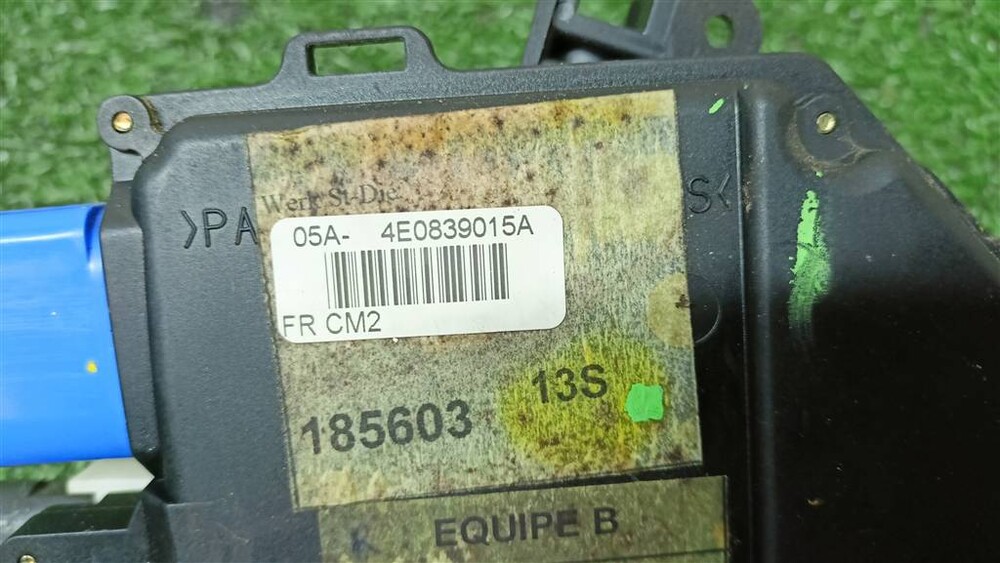 Werk St-Die
>PA
S<
05A- 4E0839015A
FR CM2
13S
185603
EQUIPE B